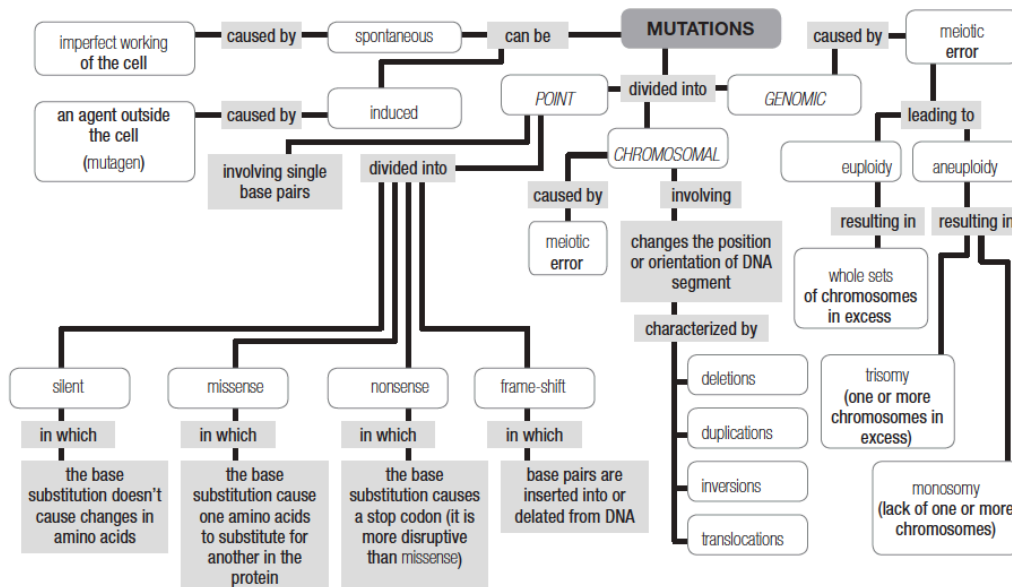 MUTATIONS
can be
spontaneous
caused by
imperfect working
of the cell
induced
caused by
an agent outside
the cell
(mutagen)
divided into
POINT
involving single
base pairs
divided into
silent
in which
the base
substitution doesn't
cause changes in
amino acids
missense
in which
the base
substitution cause
one amino acids
to substitute for
another in the
protein
nonsense
in which
the base
substitution causes
a stop codon (it is
more disruptive
than missense)
frame-shift
in which
base pairs are
inserted into or
delated from DNA
CHROMOSOMAL
caused by
meiotic
error
involving
changes the position
or orientation of DNA
segment
characterized by
deletions
duplications
inversions
translocations
GENOMIC
caused by
meiotic
error
leading to
euploidy
resulting in
whole sets
of chromosomes
in excess
aneuploidy
resulting in
trisomy
(one or more
chromosomes in
excess)
monosomy
(lack of one or more
chromosomes)